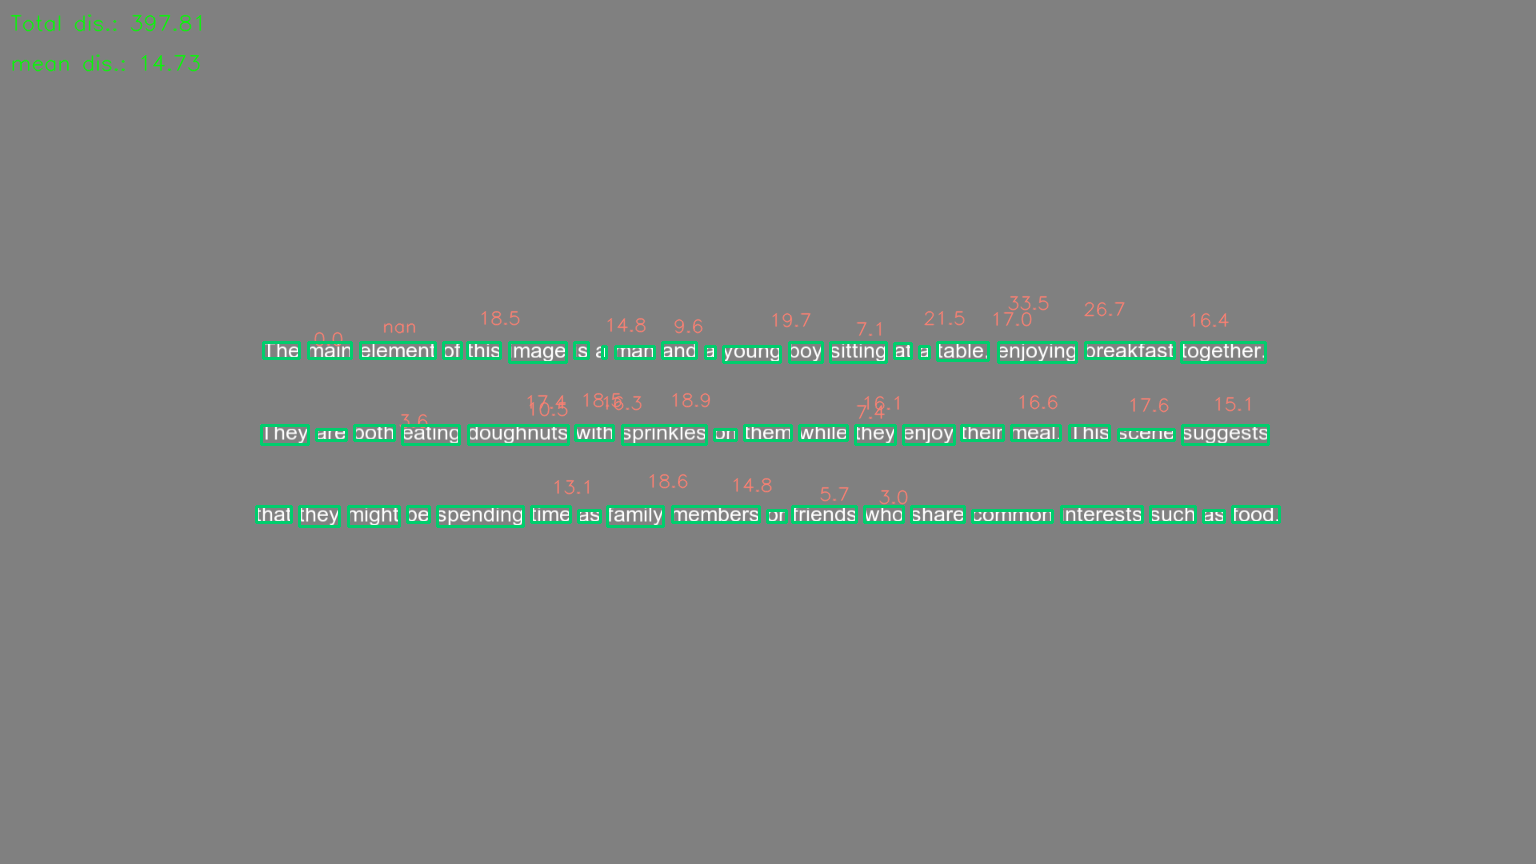 Total dis.: 397.81
mean dis.: 14.73
33.5
18.5 14.8 9.6 19.7 7.1 21.5 17.0 26.7 16.4
0.0 nan
The main element of this image is a man and a young boy sitting at a table, enjoying breakfast together.
3.6 17.4 10.5 18.5 16.3 18.9 7.4 16.1 16.6 17.6 15.1
They are both eating doughnuts with sprinkles on them while they enjoy their meal. This scene suggests
13.1 18.6 14.8 5.7 3.0
that they might be spending time as family members or friends who share common interests such as food.